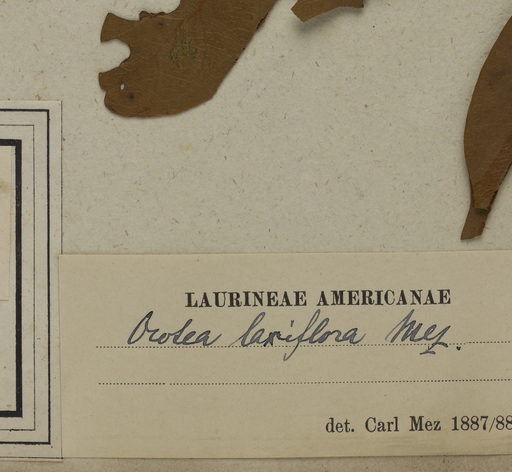 LAURINEAE AMERICANAE
Ocotea laxiflora Mez.
det. Carl Mez 1887/88